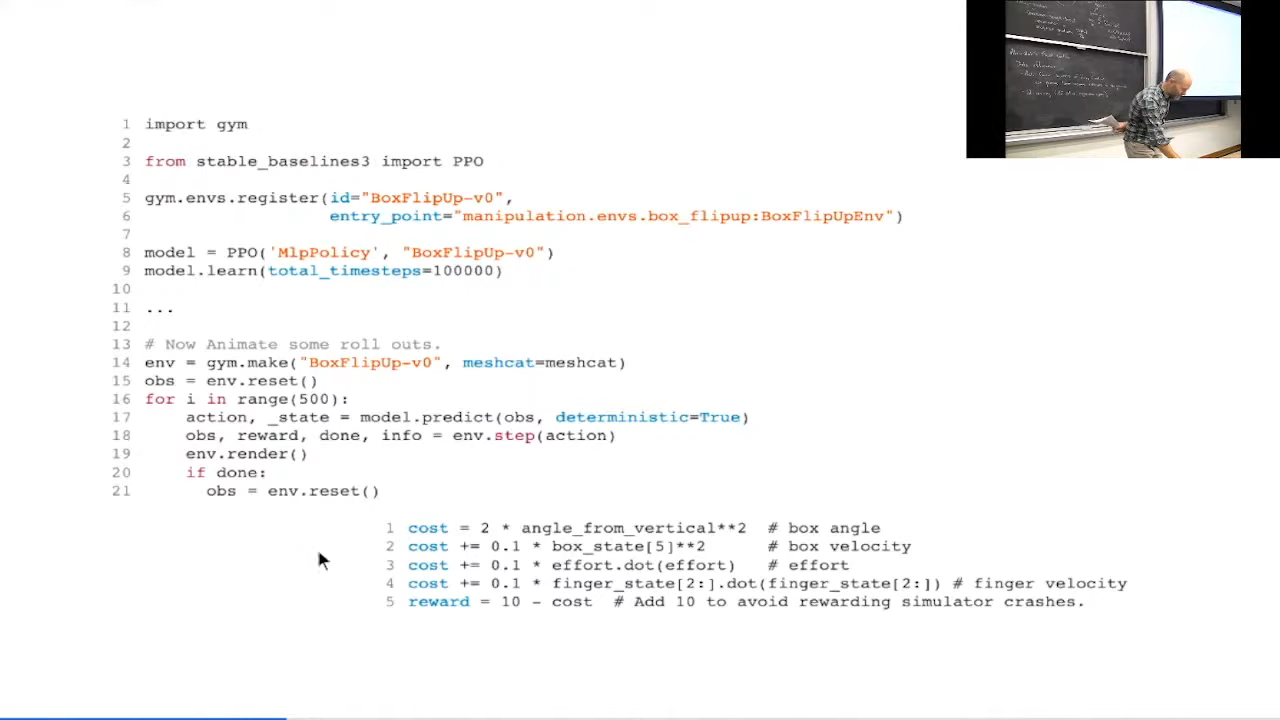 1 import gym
2
3 from stable_baselines3 import PPO
4
5 gym.envs.register(id="BoxFlipUp-v0",
6 entry_point="manipulation.envs.box_flipup:BoxFlipUpEnv")
7
8 model = PPO('MlpPolicy', "BoxFlipUp-v0")
9 model.learn(total_timesteps=100000)
10
11 ...
12
13 # Now Animate some roll outs.
14 env = gym.make("BoxFlipUp-v0", meshcat=meshcat)
15 obs = env.reset()
16 for i in range(500):
17 action, _state = model.predict(obs, deterministic=True)
18 obs, reward, done, info = env.step(action)
19 env.render()
20 if done:
21 obs = env.reset()
1 cost = 2 * angle_from_vertical**2 # box angle
2 cost += 0.1 * box_state[5]**2 # box velocity
3 cost += 0.1 * effort.dot(effort) # effort
4 cost += 0.1 * finger_state[2:].dot(finger_state[2:]) # finger velocity
5 reward = 10 - cost # Add 10 to avoid rewarding simulator crashes.